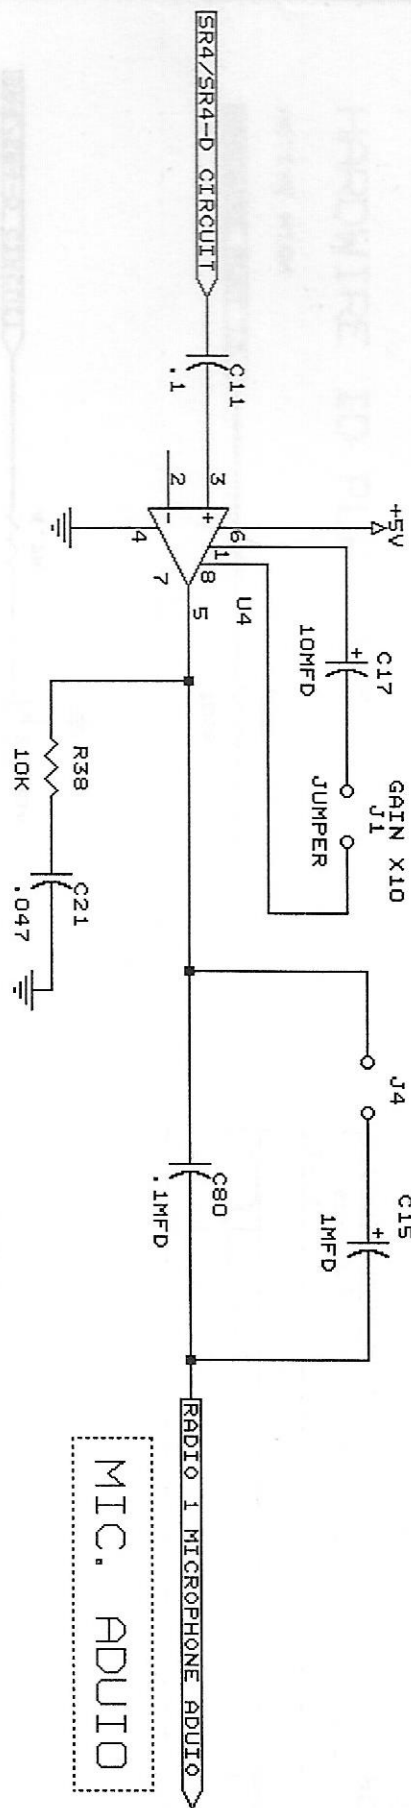 SR4/SR4-D CIRCUIT
C11
.1
3
2
+
-
4
6
1
8
7
5
U4
+5V
C17
+
10MFD
GAIN X10
J1
JUMPER
R38
10K
C21
.047
J4
C15
+
1MFD
C80
.1MFD
RADIO 1 MICROPHONE ADUIO
MIC. ADUIO